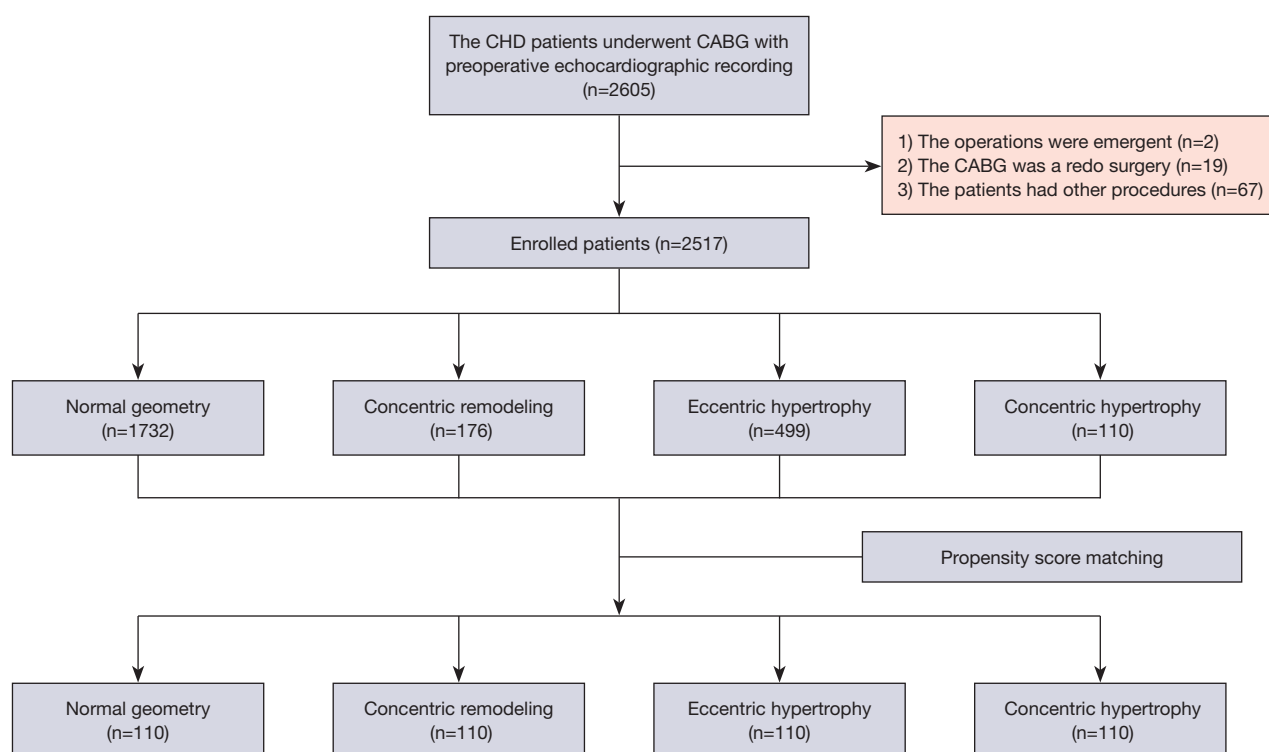 The CHD patients underwent CABG with
preoperative echocardiographic recording
(n=2605)
1) The operations were emergent (n=2)
2) The CABG was a redo surgery (n=19)
3) The patients had other procedures (n=67)
Enrolled patients (n=2517)
Normal geometry
(n=1732)
Concentric remodeling
(n=176)
Eccentric hypertrophy
(n=499)
Concentric hypertrophy
(n=110)
Propensity score matching
Normal geometry
(n=110)
Concentric remodeling
(n=110)
Eccentric hypertrophy
(n=110)
Concentric hypertrophy
(n=110)